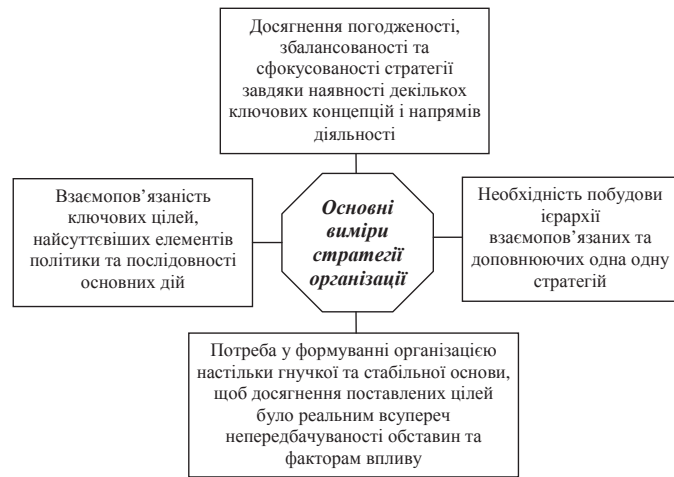 Досягнення погодженості,
збалансованості та
сфокусованості стратегії
завдяки наявності декількох
ключових концепцій і напрямів
діяльності
Взаємопов’язаність
ключових цілей,
найсуттєвіших елементів
політики та послідовності
основних дій
Основні
виміри
стратегії
організації
Необхідність побудови
ієрархії
взаємопов’язаних та
доповнюючих одна одну
стратегій
Потреба у формуванні організацією
настільки гнучкої та стабільної основи,
щоб досягнення поставлених цілей
було реальним всупереч
непередбачуваності обставин та
факторам впливу